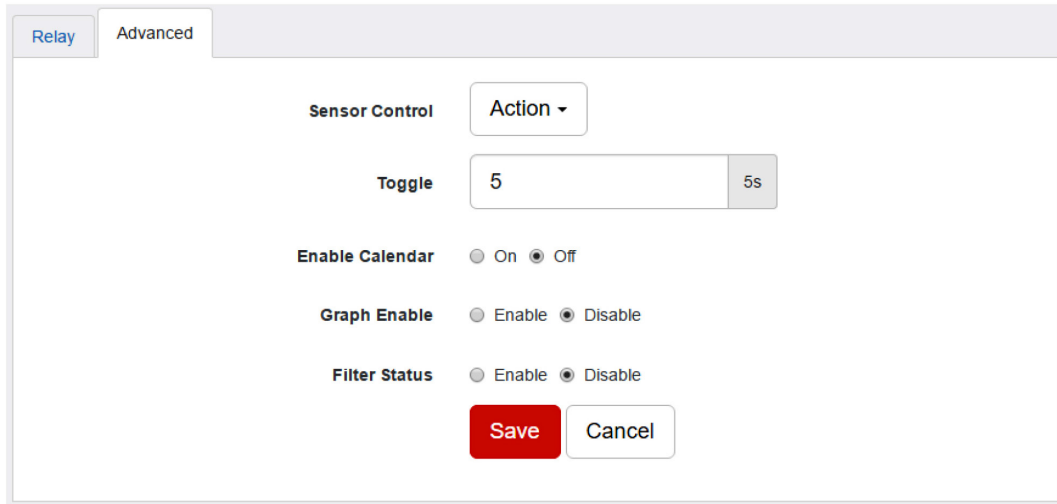 Relay Advanced
Sensor Control Action
Toggle 5 5s
Enable Calendar On Off
Graph Enable Enable Disable
Filter Status Enable Disable
Save Cancel